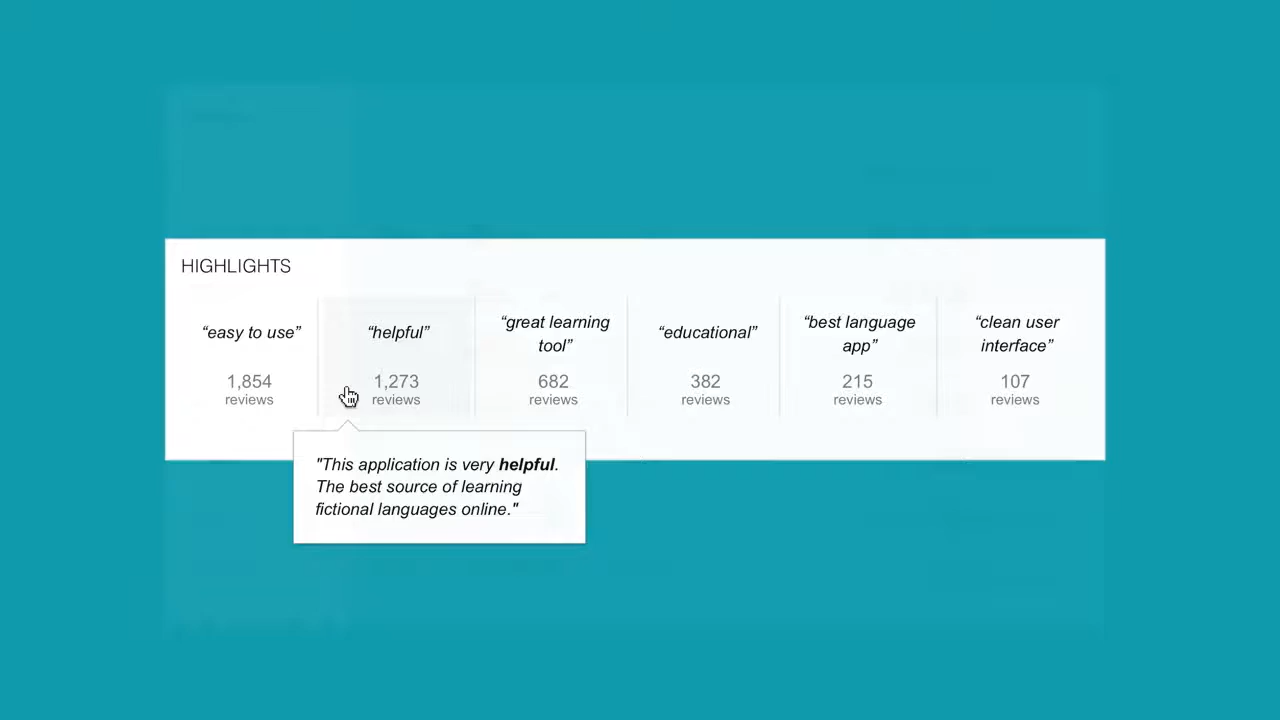 HIGHLIGHTS
“easy to use”
1,854
reviews
“helpful”
1,273
reviews
“great learning
tool”
682
reviews
“educational”
382
reviews
“best language
app”
215
reviews
“clean user
interface”
107
reviews
"This application is very helpful.
The best source of learning
fictional languages online."